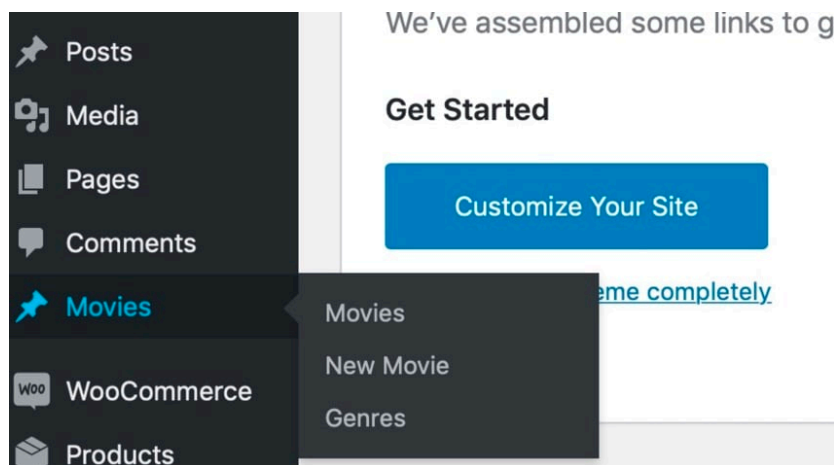 Posts
Media
Pages
Comments
Movies
Woo WooCommerce
Products
We've assembled some links to g
Get Started
Customize Your Site
eme completely
Movies
New Movie
Genres